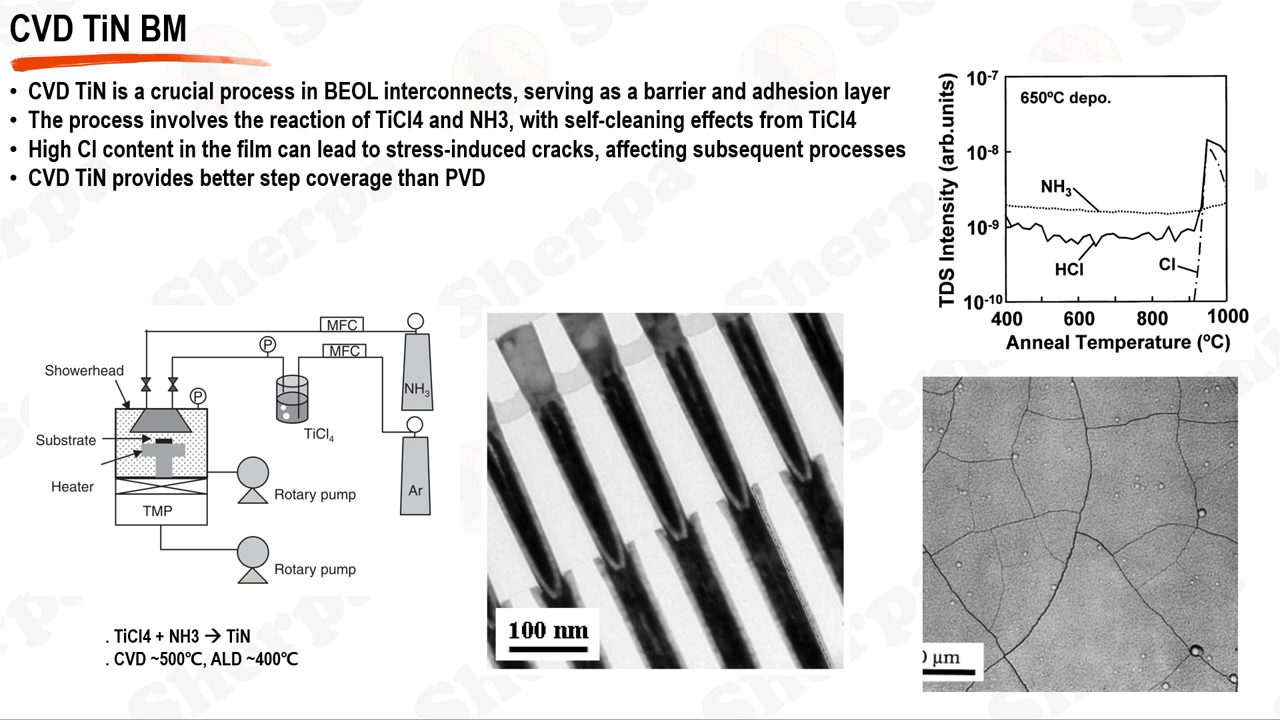 CVD TiN BM
• CVD TiN is a crucial process in BEOL interconnects, serving as a barrier and adhesion layer
• The process involves the reaction of TiCl4 and NH3, with self-cleaning effects from TiCl4
• High Cl content in the film can lead to stress-induced cracks, affecting subsequent processes
• CVD TiN provides better step coverage than PVD
10⁻⁷
650ºC depo.
10⁻⁸
NH₃
10⁻⁹
HCl
Cl
10⁻¹⁰
TDS Intensity (arb.units)
400 600 800 1000
Anneal Temperature (ºC)
MFC
P
MFC
Showerhead
P
NH₃
TiCl₄
Substrate
Heater
Rotary pump
Ar
TMP
Rotary pump
100 nm
0 µm
. TiCl4 + NH3 → TiN
. CVD ~500℃, ALD ~400℃
Sherpa